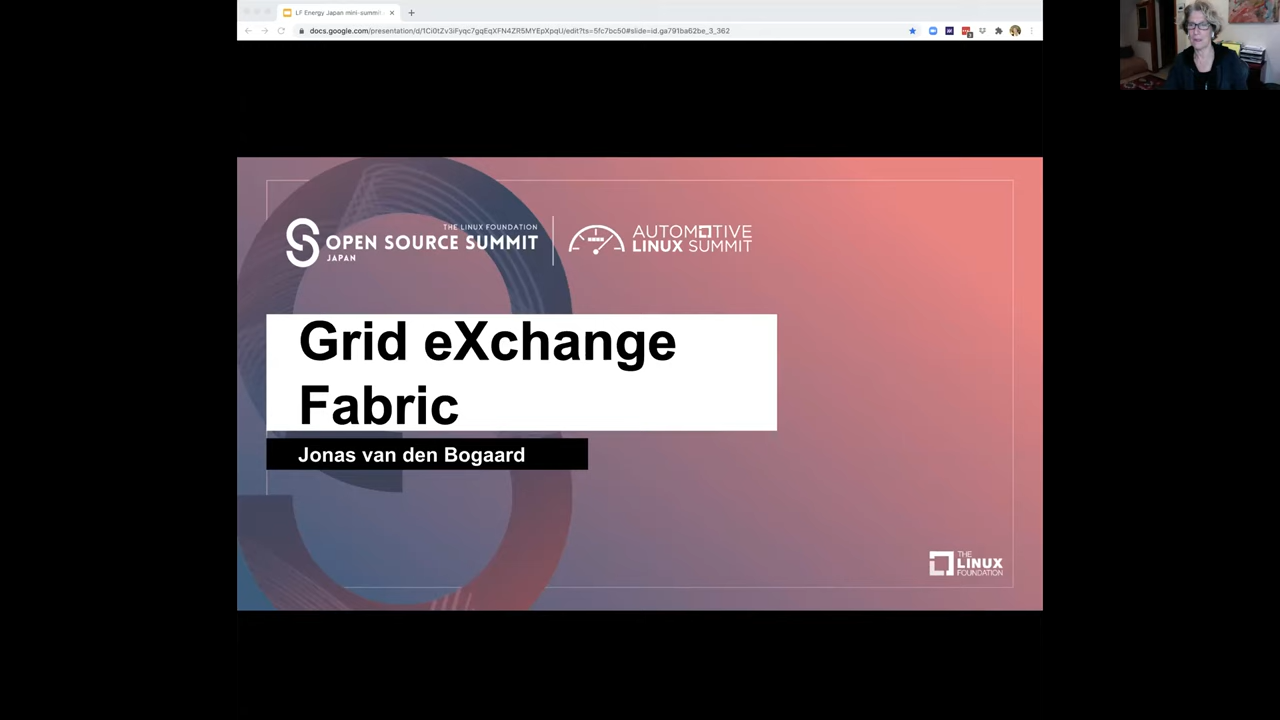 LF Energy Japan mini-summit
docs.google.com/presentation/d/1Ci0tZv3iFyqc7gqEqXFN4ZR5MYEpXpqU/edit?ts=5fc7bc50#slide=id.ga791ba62be_3_362
THE LINUX FOUNDATION
OPEN SOURCE SUMMIT
JAPAN
AUTOMOTIVE
LINUX SUMMIT
Grid eXchange
Fabric
Jonas van den Bogaard
THE
LINUX
FOUNDATION